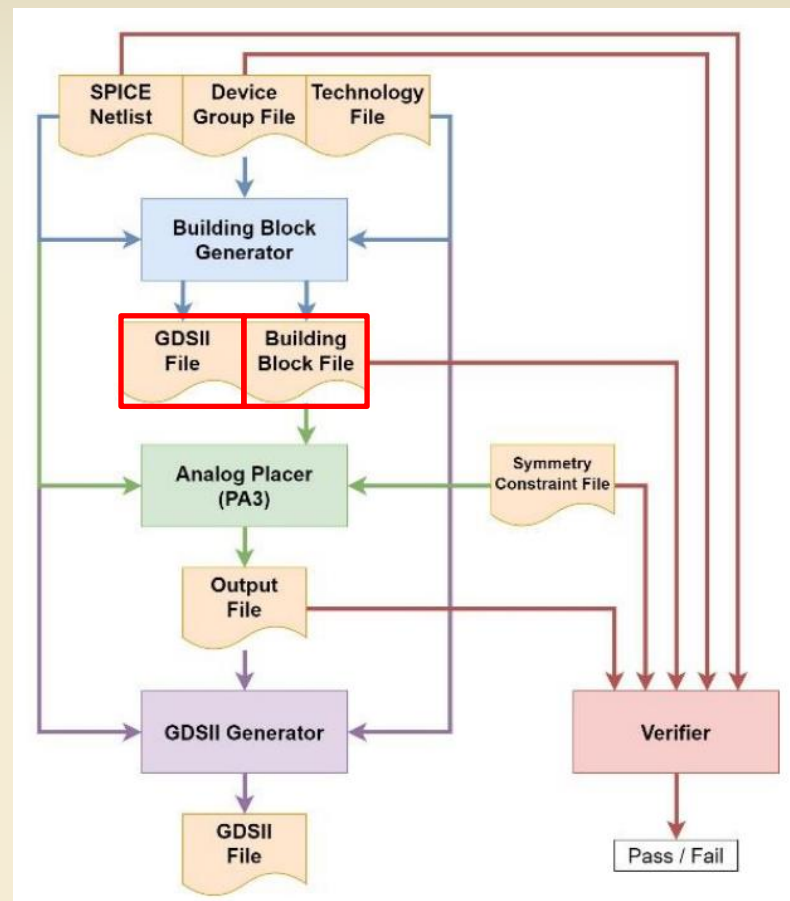 SPICE
Netlist
Device
Group File
Technology
File
Building Block
Generator
GDSII
File
Building
Block File
Analog Placer
(PA3)
Symmetry
Constraint File
Output
File
GDSII Generator
Verifier
GDSII
File
Pass / Fail